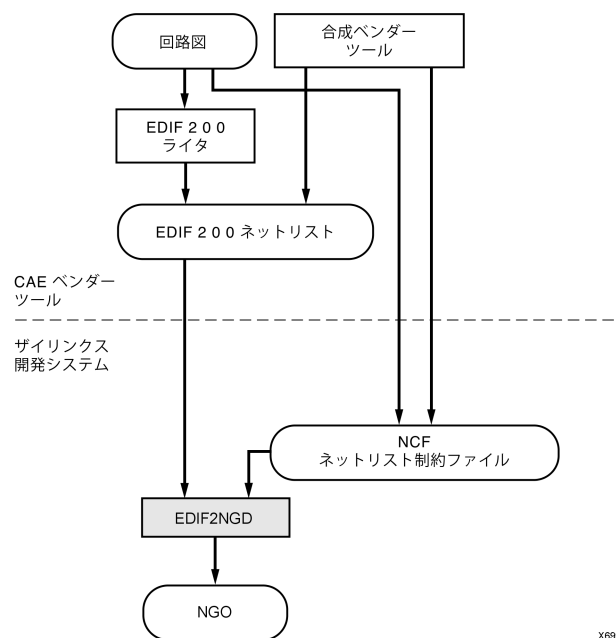 回路図
合成ベンダー
ツール
EDIF 2 0 0
ライタ
EDIF 2 0 0 ネットリスト
CAE ベンダー
ツール
ザイリンクス
開発システム
NCF
ネットリスト制約ファイル
EDIF2NGD
NGO